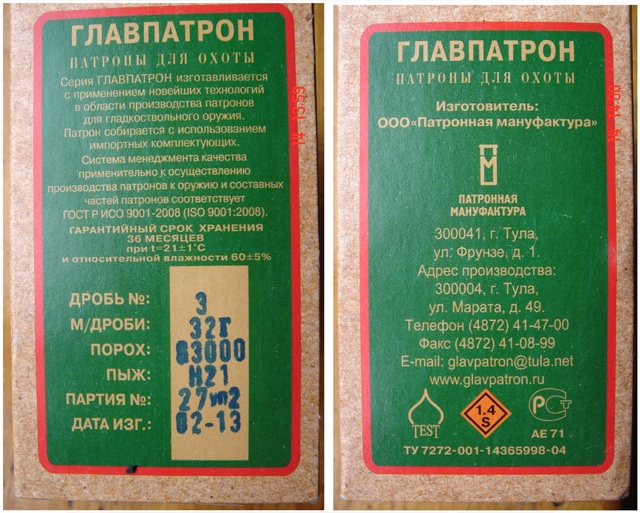 ГЛАВПАТРОН
ПАТРОНЫ ДЛЯ ОХОТЫ
Серия ГЛАВПАТРОН изготавливается
с применением новейших технологий
в области производства патронов
для гладкоствольного оружия.
Патрон собирается с использованием
импортных комплектующих.
Система менеджмента качества
применительно к осуществлению
производства патронов к оружию и составных
частей патронов соответствует
ГОСТ Р ИСО 9001-2008 (ISO 9001:2008).
ГАРАНТИЙНЫЙ СРОК ХРАНЕНИЯ
36 МЕСЯЦЕВ
при t=21±1°C
и относительной влажности 60±5%
ДРОБЬ №: 3
М/ДРОБИ: 32г
ПОРОХ: G3000
ПЫЖ: H21
ПАРТИЯ №: 27
ДАТА ИЗГ.: 02-13
ГЛАВПАТРОН
ПАТРОНЫ ДЛЯ ОХОТЫ
Изготовитель:
ООО«Патронная мануфактура»
ПАТРОННАЯ
МАНУФАКТУРА
300041, г. Тула,
ул. Фрунзе, д. 1.
Адрес производства:
300004, г. Тула,
ул. Марата, д. 49.
Телефон (4872) 41-47-00
Факс (4872) 41-08-99
E-mail: glavpatron@tula.net
www.glavpatron.ru
TEST
1.4
S
РСТ
АЕ 71
ТУ 7272-001-14365998-04